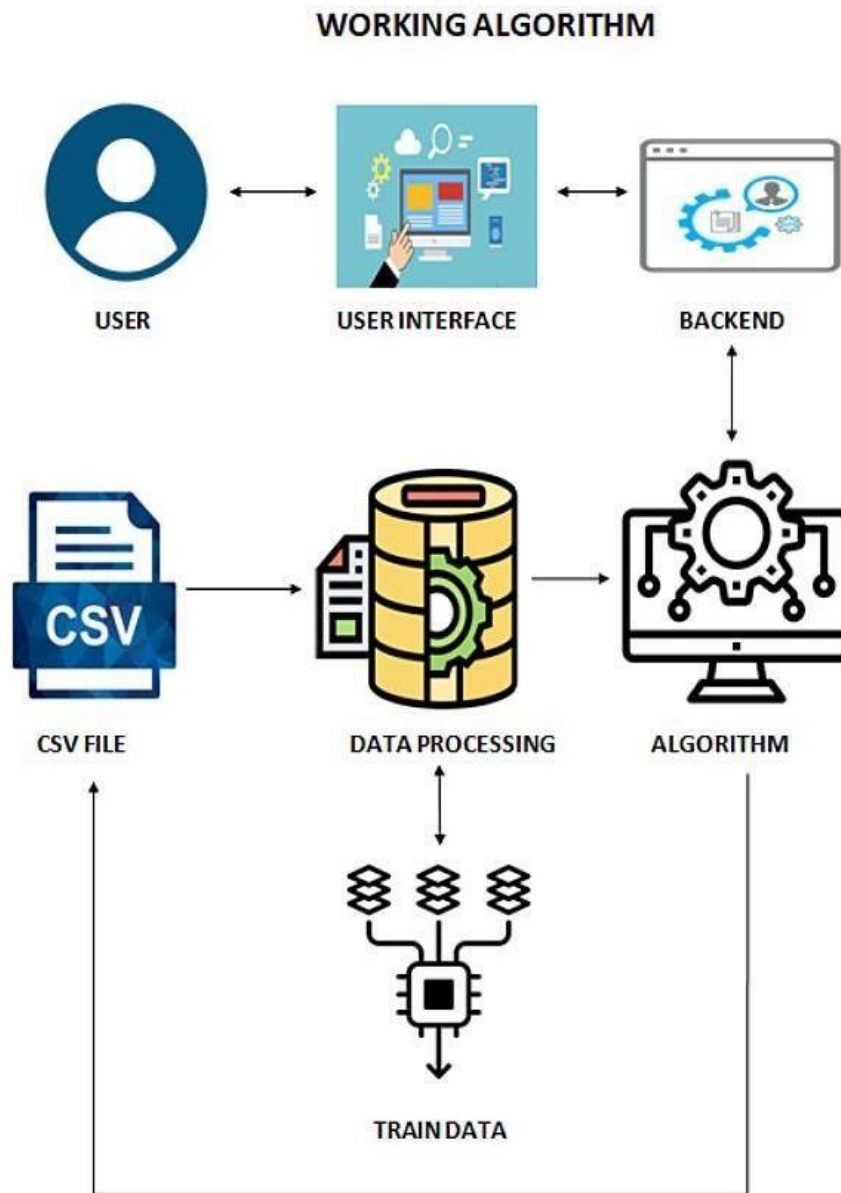 WORKING ALGORITHM
USER
USER INTERFACE
BACKEND
CSV
CSV FILE
DATA PROCESSING
ALGORITHM
TRAIN DATA